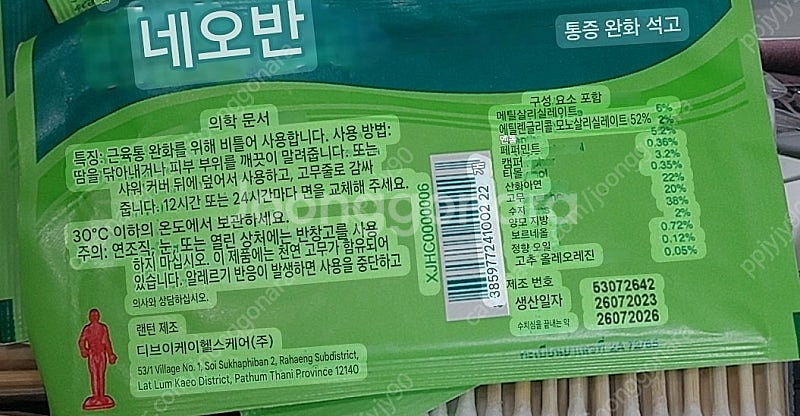 네오반
통증 완화 석고
의학 문서
특징: 근육통 완화를 위해 비틀어 사용합니다. 사용 방법:
땀을 닦아내거나 피부 부위를 깨끗이 말려줍니다. 또는
샤워 커버 뒤에 덮어서 사용하고, 고무줄로 감싸
줍니다. 12시간 또는 24시간마다 면을 교체해 주세요.
30°C 이하의 온도에서 보관하세요.
주의: 연조직, 눈, 또는 열린 상처에는 반창고를 사용
하지 마십시오. 이 제품에는 천연 고무가 함유되어
있습니다. 알레르기 반응이 발생하면 사용을 중단하고
의사와 상담하십시오.
랜턴 제조
디브이케이헬스케어(주)
53/1 Village No. 1, Soi Sukhaphiban 2, Rahaeng Subdistrict,
Lat Lum Kaeo District, Pathum Thani Province 12140
XJHC0000006
3859772410022 22
구성 요소 포함
메틸살리실레이트 6%
에틸렌글리콜 모노살리실레이트 52% 2%
멘톨 5.2%
페퍼민트 0.36%
캠퍼 3.2%
티몰 0.35%
산화아연 22%
고무 20%
수지 38%
양모 지방 2%
보르네올 0.72%
정향 오일 0.12%
고추 올레오레진 0.05%
제조 번호 53072642
생산일자 26072023
수치심을 끝내는 약 26072026
joonggonara